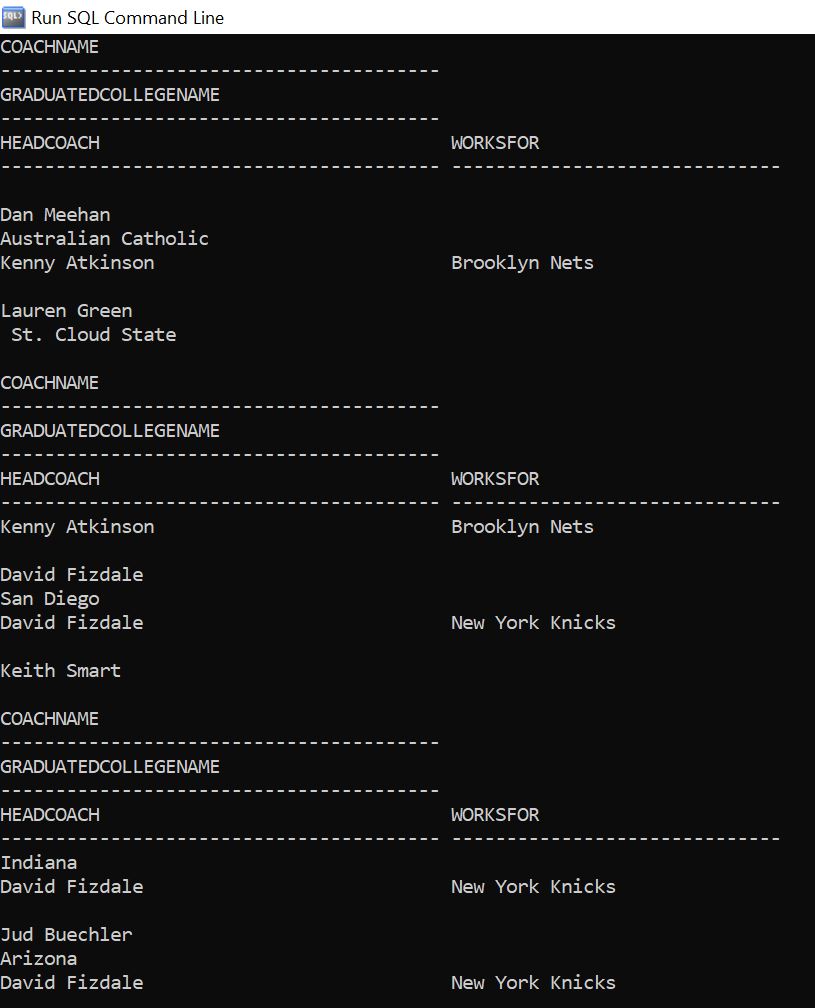 SQL> Run SQL Command Line
COACHNAME
----------------------------------------
GRADUATEDCOLLEGENAME
----------------------------------------
HEADCOACH                                WORKSFOR
---------------------------------------- ------------------------------

Dan Meehan
Australian Catholic
Kenny Atkinson                           Brooklyn Nets

Lauren Green
 St. Cloud State

COACHNAME
----------------------------------------
GRADUATEDCOLLEGENAME
----------------------------------------
HEADCOACH                                WORKSFOR
---------------------------------------- ------------------------------
Kenny Atkinson                           Brooklyn Nets

David Fizdale
San Diego
David Fizdale                            New York Knicks

Keith Smart

COACHNAME
----------------------------------------
GRADUATEDCOLLEGENAME
----------------------------------------
HEADCOACH                                WORKSFOR
---------------------------------------- ------------------------------
Indiana
David Fizdale                            New York Knicks

Jud Buechler
Arizona
David Fizdale                            New York Knicks